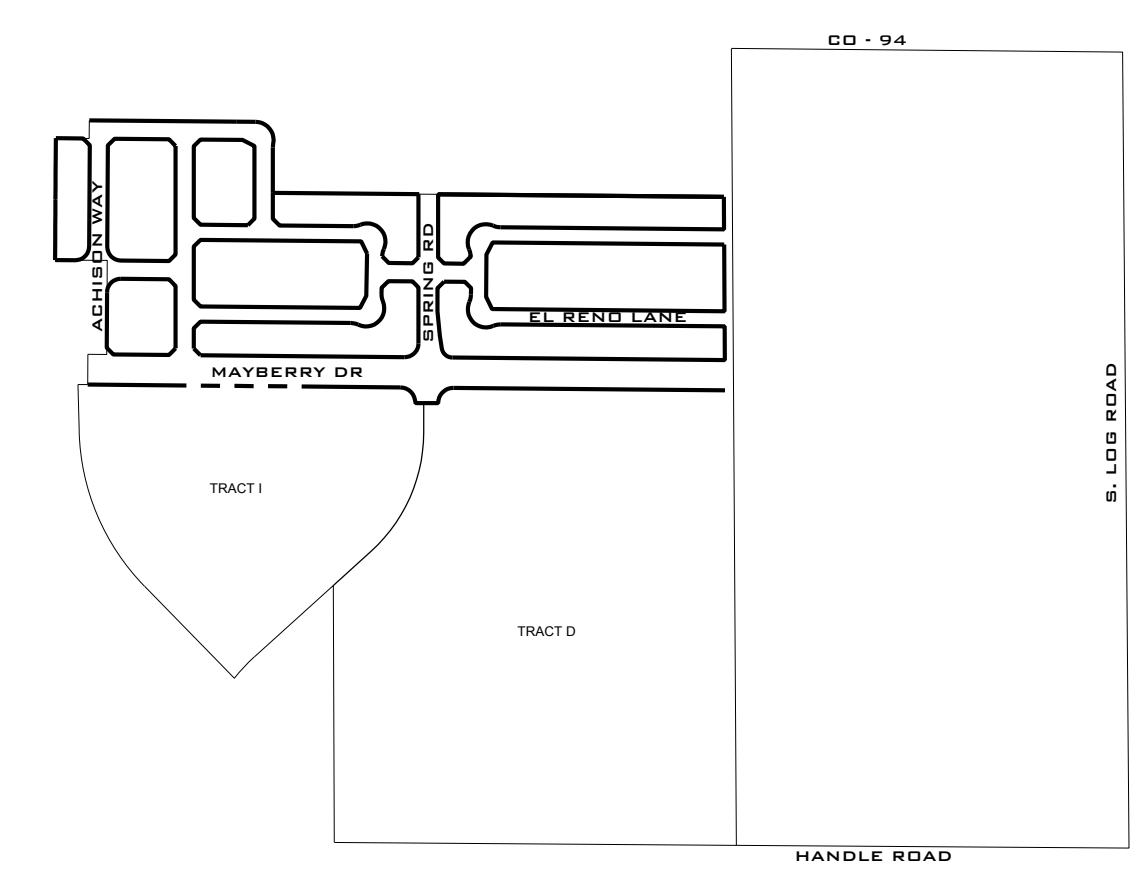 CO - 94
ACHISON WAY
SPRING RD
EL RENO LANE
MAYBERRY DR
S. LOG ROAD
TRACT I
TRACT D
HANDLE ROAD